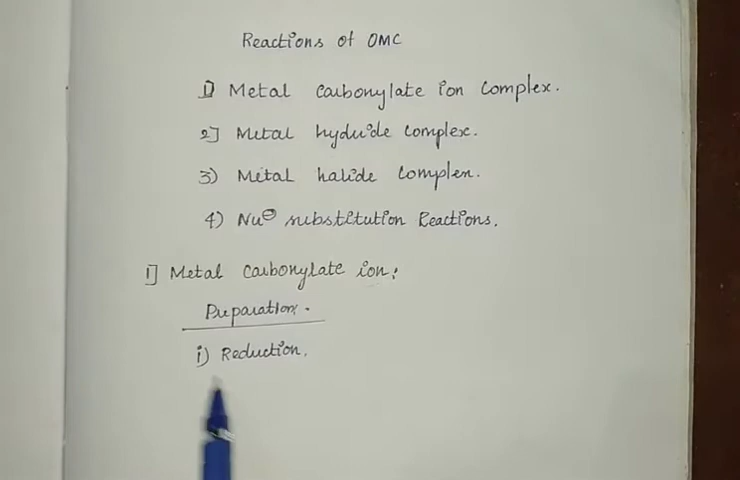 Reactions of OMC
1) Metal carbonylate ion complex.
2] Metal hydride complex.
3) Metal halide complex.
4) Nu⊖ substitution Reactions.
1] Metal carbonylate ion:
Preparation.
i) Reduction.